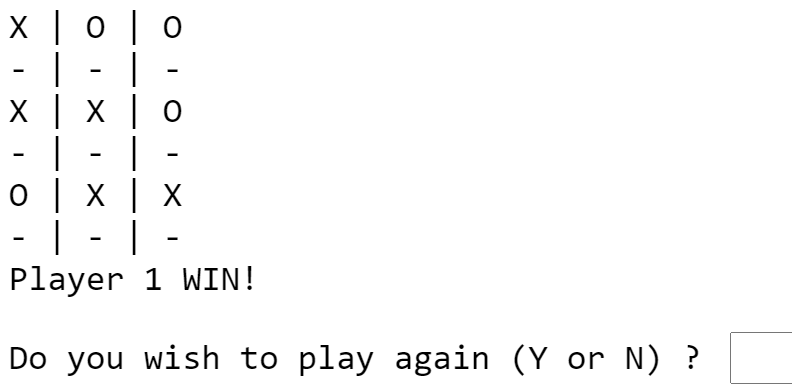 X | O | O
- | - | -
X | X | O
- | - | -
O | X | X
- | - | -
Player 1 WIN!
Do you wish to play again (Y or N) ?